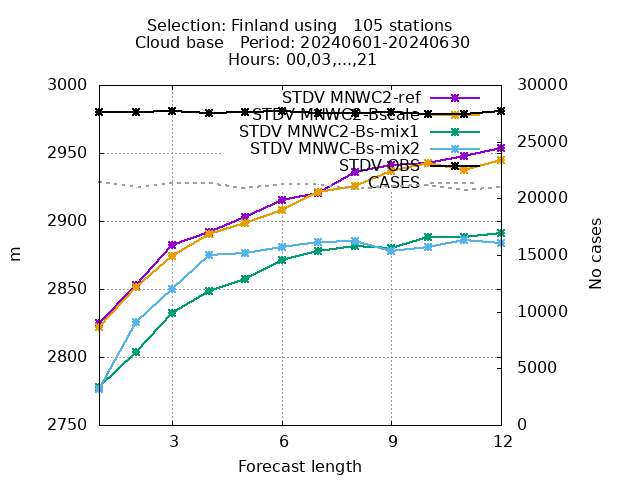 Selection: Finland using   105 stations
Cloud base   Period: 20240601-20240630
Hours: 00,03,...,21
3000
2950
2900
2850
2800
2750
30000
25000
20000
15000
10000
5000
0
STDV MNWC2-ref
STDV MNWC2-Bscale
STDV MNWC2-Bs-mix1
STDV MNWC-Bs-mix2
STDV OBS
CASES
m
No cases
3
6
9
12
Forecast length